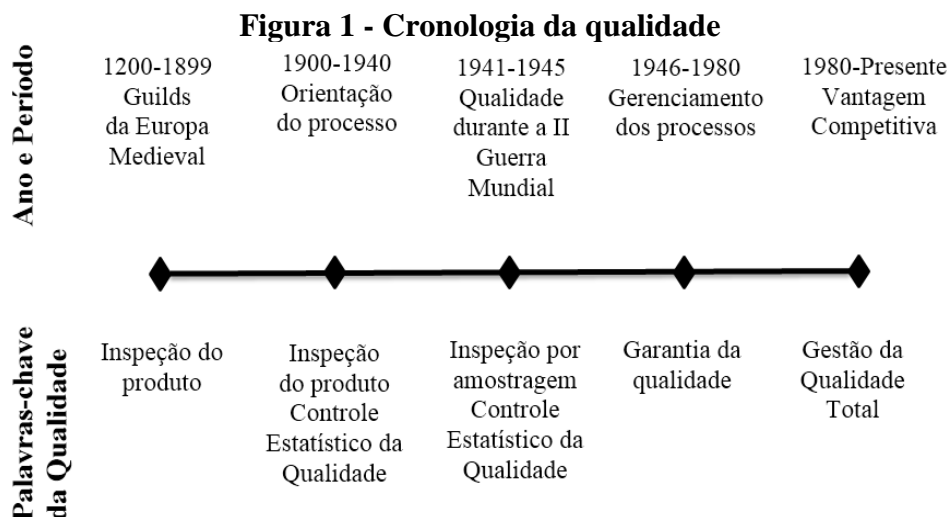 Figura 1 - Cronologia da qualidade
Ano e Período
1200-1899
Guilds
da Europa
Medieval
1900-1940
Orientação
do processo
1941-1945
Qualidade
durante a II
Guerra
Mundial
1946-1980
Gerenciamento
dos processos
1980-Presente
Vantagem
Competitiva
Palavras-chave
da Qualidade
Inspeção do
produto
Inspeção
do produto
Controle
Estatístico da
Qualidade
Inspeção por
amostragem
Controle
Estatístico da
Qualidade
Garantia da
qualidade
Gestão da
Qualidade
Total